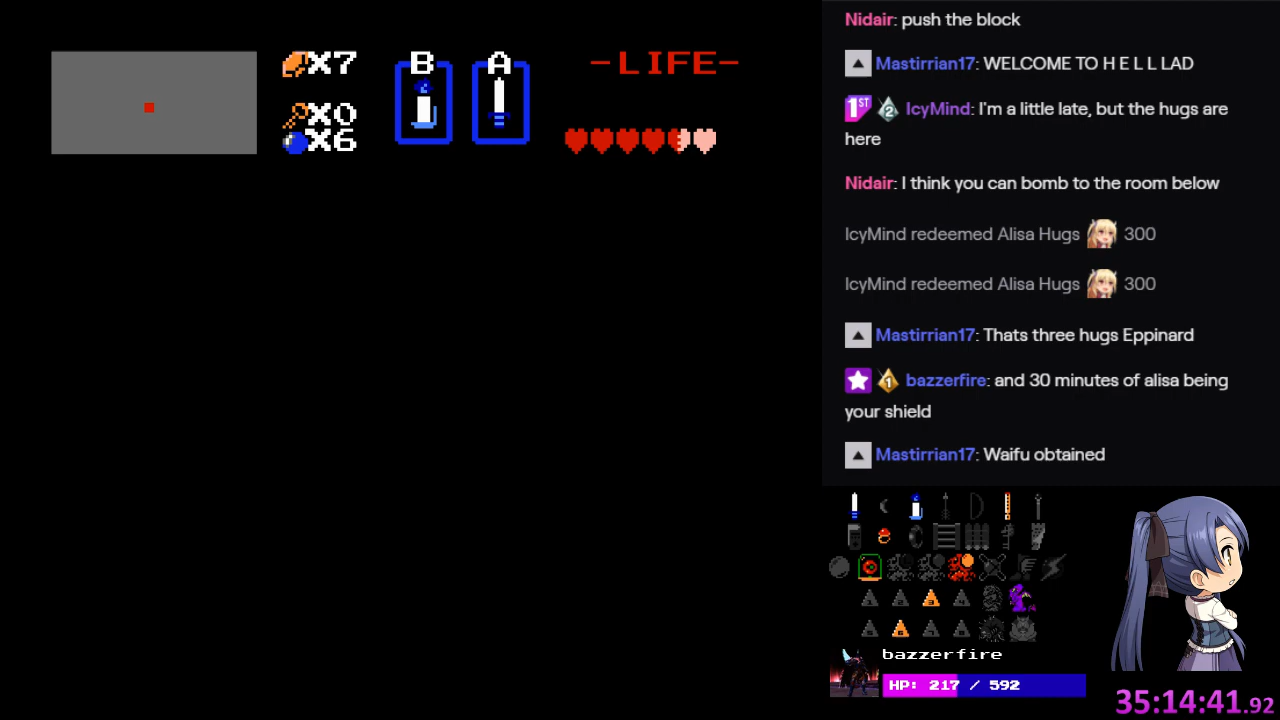 X7
X0
X6
B
A
-LIFE-
Nidair: push the block
Mastirrian17: WELCOME TO H E L L LAD
1ST 2 IcyMind: I'm a little late, but the hugs are
here
Nidair: I think you can bomb to the room below
IcyMind redeemed Alisa Hugs 300
IcyMind redeemed Alisa Hugs 300
Mastirrian17: Thats three hugs Eppinard
1 bazzerfire: and 30 minutes of alisa being
your shield
Mastirrian17: Waifu obtained
bazzerfire
HP: 217 / 592
35:14:41.92